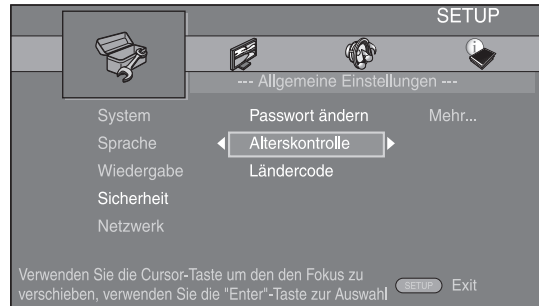 SETUP
--- Allgemeine Einstellungen ---
System Passwort ändern Mehr...
Sprache Alterskontrolle
Wiedergabe Ländercode
Sicherheit
Netzwerk
Verwenden Sie die Cursor-Taste um den den Fokus zu
verschieben, verwenden Sie die "Enter"-Taste zur Auswahl SETUP Exit